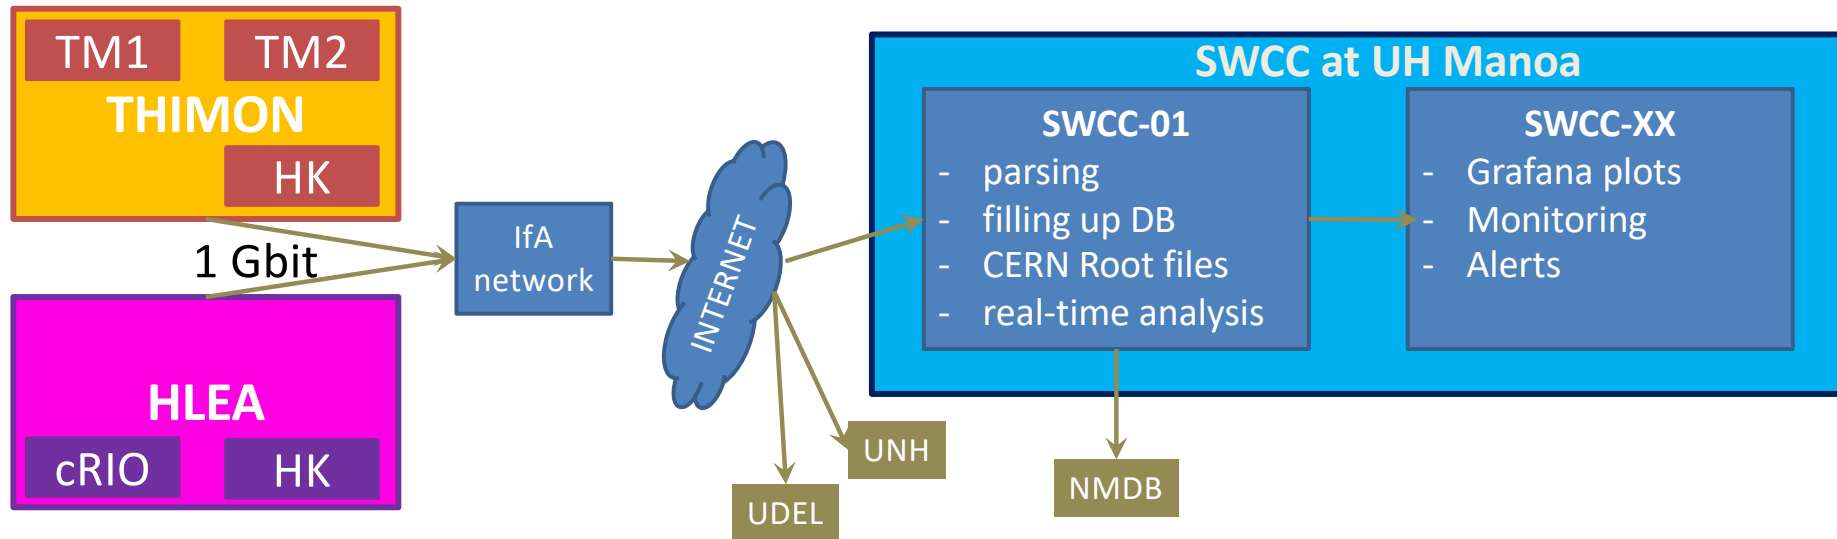 TM1
TM2
THIMON
HK
1 Gbit
HLEA
cRIO
HK
IfA
network
INTERNET
UDEL
UNH
SWCC at UH Manoa
SWCC-01
- parsing
- filling up DB
- CERN Root files
- real-time analysis
SWCC-XX
- Grafana plots
- Monitoring
- Alerts
NMDB